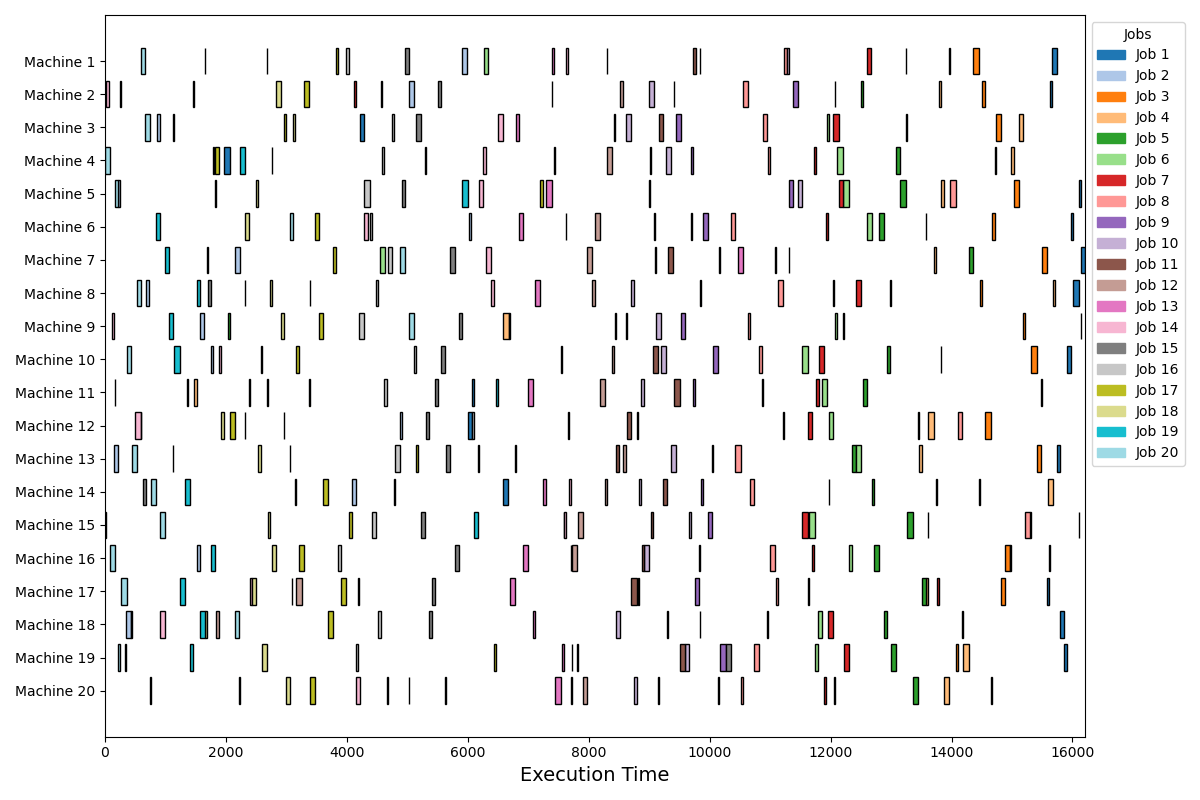 Machine 1
Machine 2
Machine 3
Machine 4
Machine 5
Machine 6
Machine 7
Machine 8
Machine 9
Machine 10
Machine 11
Machine 12
Machine 13
Machine 14
Machine 15
Machine 16
Machine 17
Machine 18
Machine 19
Machine 20
0 2000 4000 6000 8000 10000 12000 14000 16000
Execution Time
Jobs
Job 1
Job 2
Job 3
Job 4
Job 5
Job 6
Job 7
Job 8
Job 9
Job 10
Job 11
Job 12
Job 13
Job 14
Job 15
Job 16
Job 17
Job 18
Job 19
Job 20